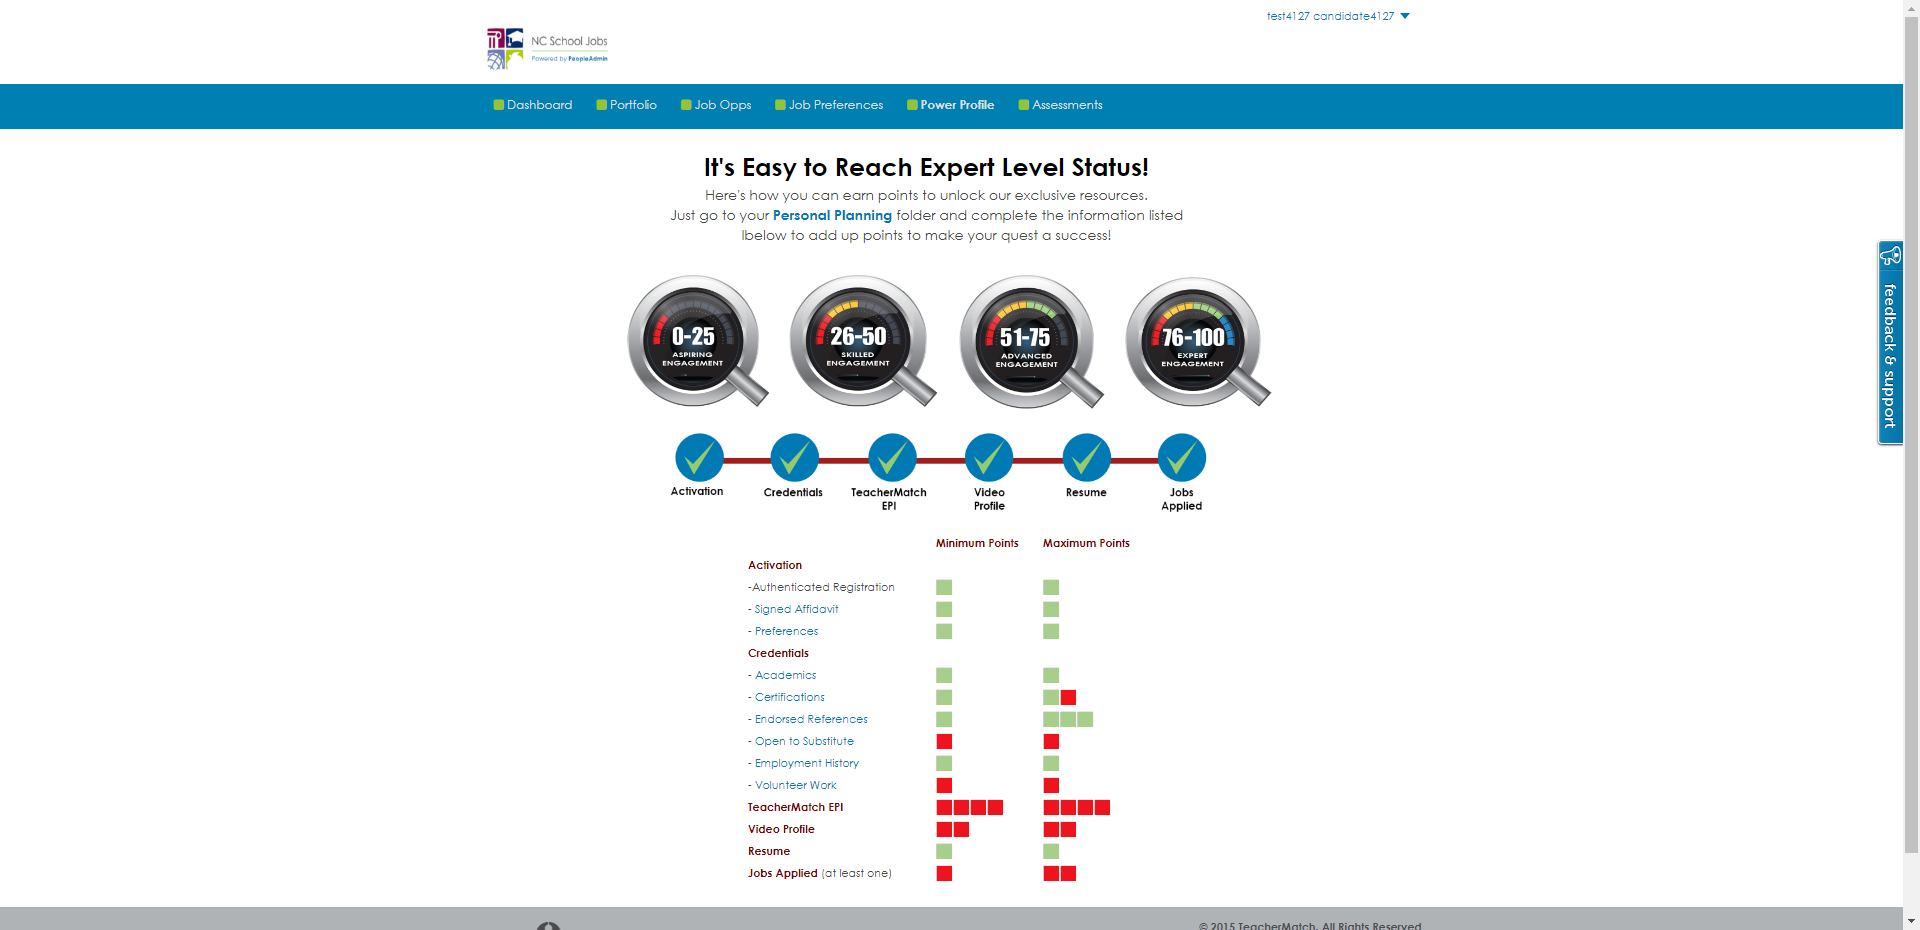 test4127 candidate4127
NC School Jobs
Powered by PeopleAdmin
Dashboard Portfolio Job Opps Job Preferences Power Profile Assessments
It's Easy to Reach Expert Level Status!
Here's how you can earn points to unlock our exclusive resources.
Just go to your Personal Planning folder and complete the information listed
lbelow to add up points to make your quest a success!
feedback & support
0-25 26-50 51-75 76-100
ASPIRING SKILLED ADVANCED EXPERT
ENGAGEMENT ENGAGEMENT ENGAGEMENT ENGAGEMENT
Activation Credentials TeacherMatch Video Resume Jobs
EPI Profile Applied
Minimum Points Maximum Points
Activation
-Authenticated Registration
- Signed Affidavit
- Preferences
Credentials
- Academics
- Certifications
- Endorsed References
- Open to Substitute
- Employment History
- Volunteer Work
TeacherMatch EPI
Video Profile
Resume
Jobs Applied (at least one)
© 2015 TeacherMatch. All Rights Reserved